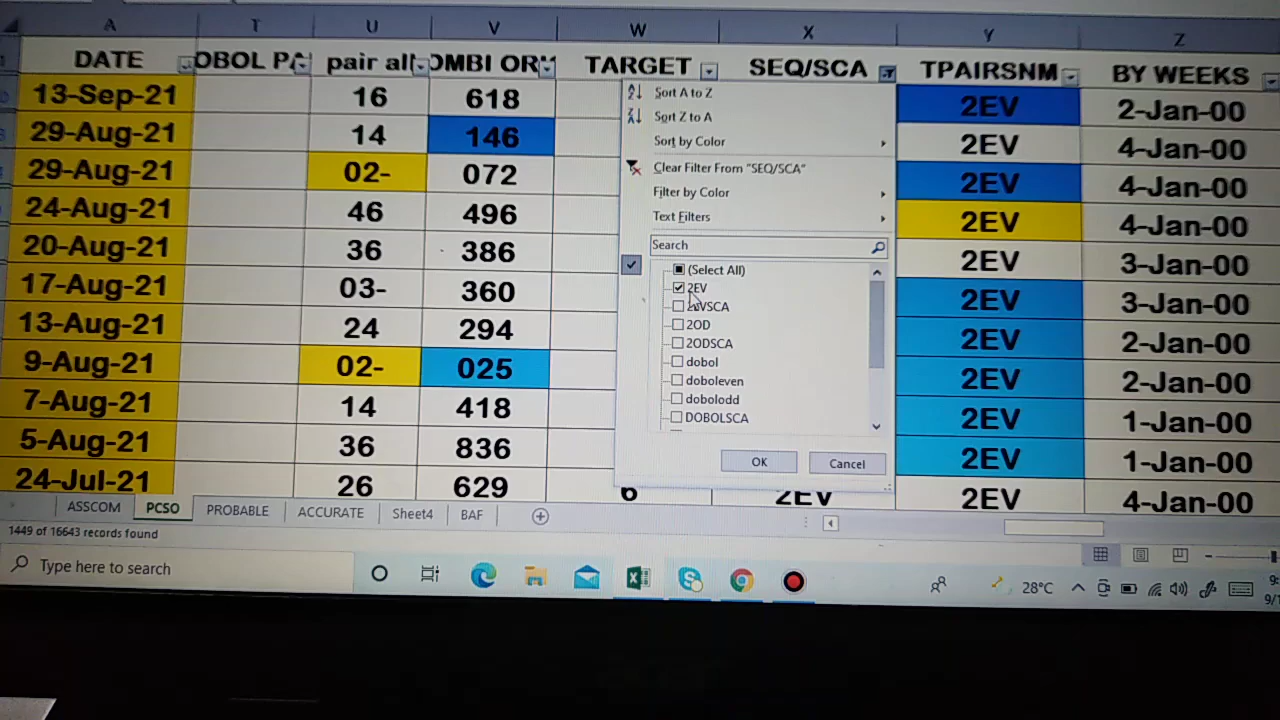 A T U V W X Y Z
DATE OBOL PA pair all OMBI OR TARGET SEQ/SCA TPAIRSNM BY WEEKS
13-Sep-21 16 618 2EV 2-Jan-00
29-Aug-21 14 146 2EV 4-Jan-00
29-Aug-21 02- 072 2EV 4-Jan-00
24-Aug-21 46 496 2EV 4-Jan-00
20-Aug-21 36 386 2EV 3-Jan-00
17-Aug-21 03- 360 2EV 3-Jan-00
13-Aug-21 24 294 2EV 2-Jan-00
9-Aug-21 02- 025 2EV 2-Jan-00
7-Aug-21 14 418 2EV 1-Jan-00
5-Aug-21 36 836 2EV 1-Jan-00
24-Jul-21 26 629 6 2EV 2EV 4-Jan-00
Sort A to Z
Sort Z to A
Sort by Color
Clear Filter From "SEQ/SCA"
Filter by Color
Text Filters
Search
(Select All)
2EV
2EVSCA
2OD
2ODSCA
dobol
doboleven
dobolodd
DOBOLSCA
OK Cancel
ASSCOM PCSO PROBABLE ACCURATE Sheet4 BAF
1449 of 16643 records found
Type here to search
28°C